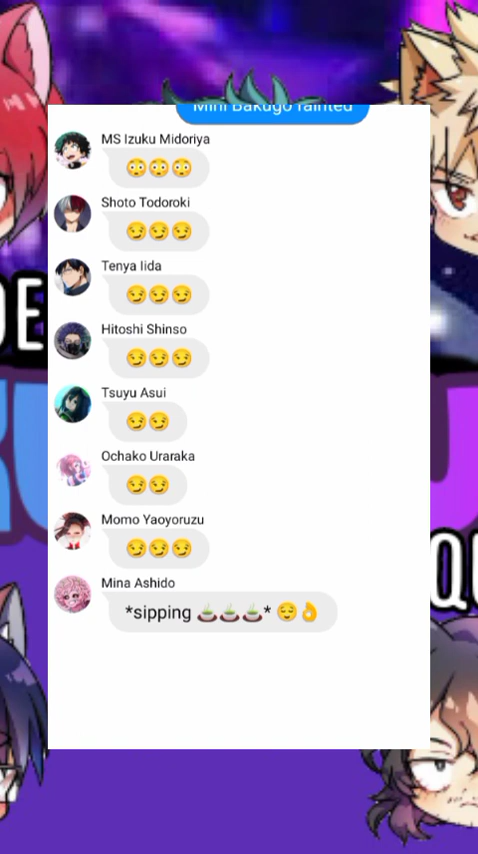 Mini Bakugo fainted
MS Izuku Midoriya
😳😳😳
Shoto Todoroki
😏😏😏
Tenya Iida
😏😏😏
Hitoshi Shinso
😏😏😏
Tsuyu Asui
😏😏
Ochako Uraraka
😏😏
Momo Yaoyoruzu
😏😏😏
Mina Ashido
*sipping 🍵🍵🍵* 😌👌